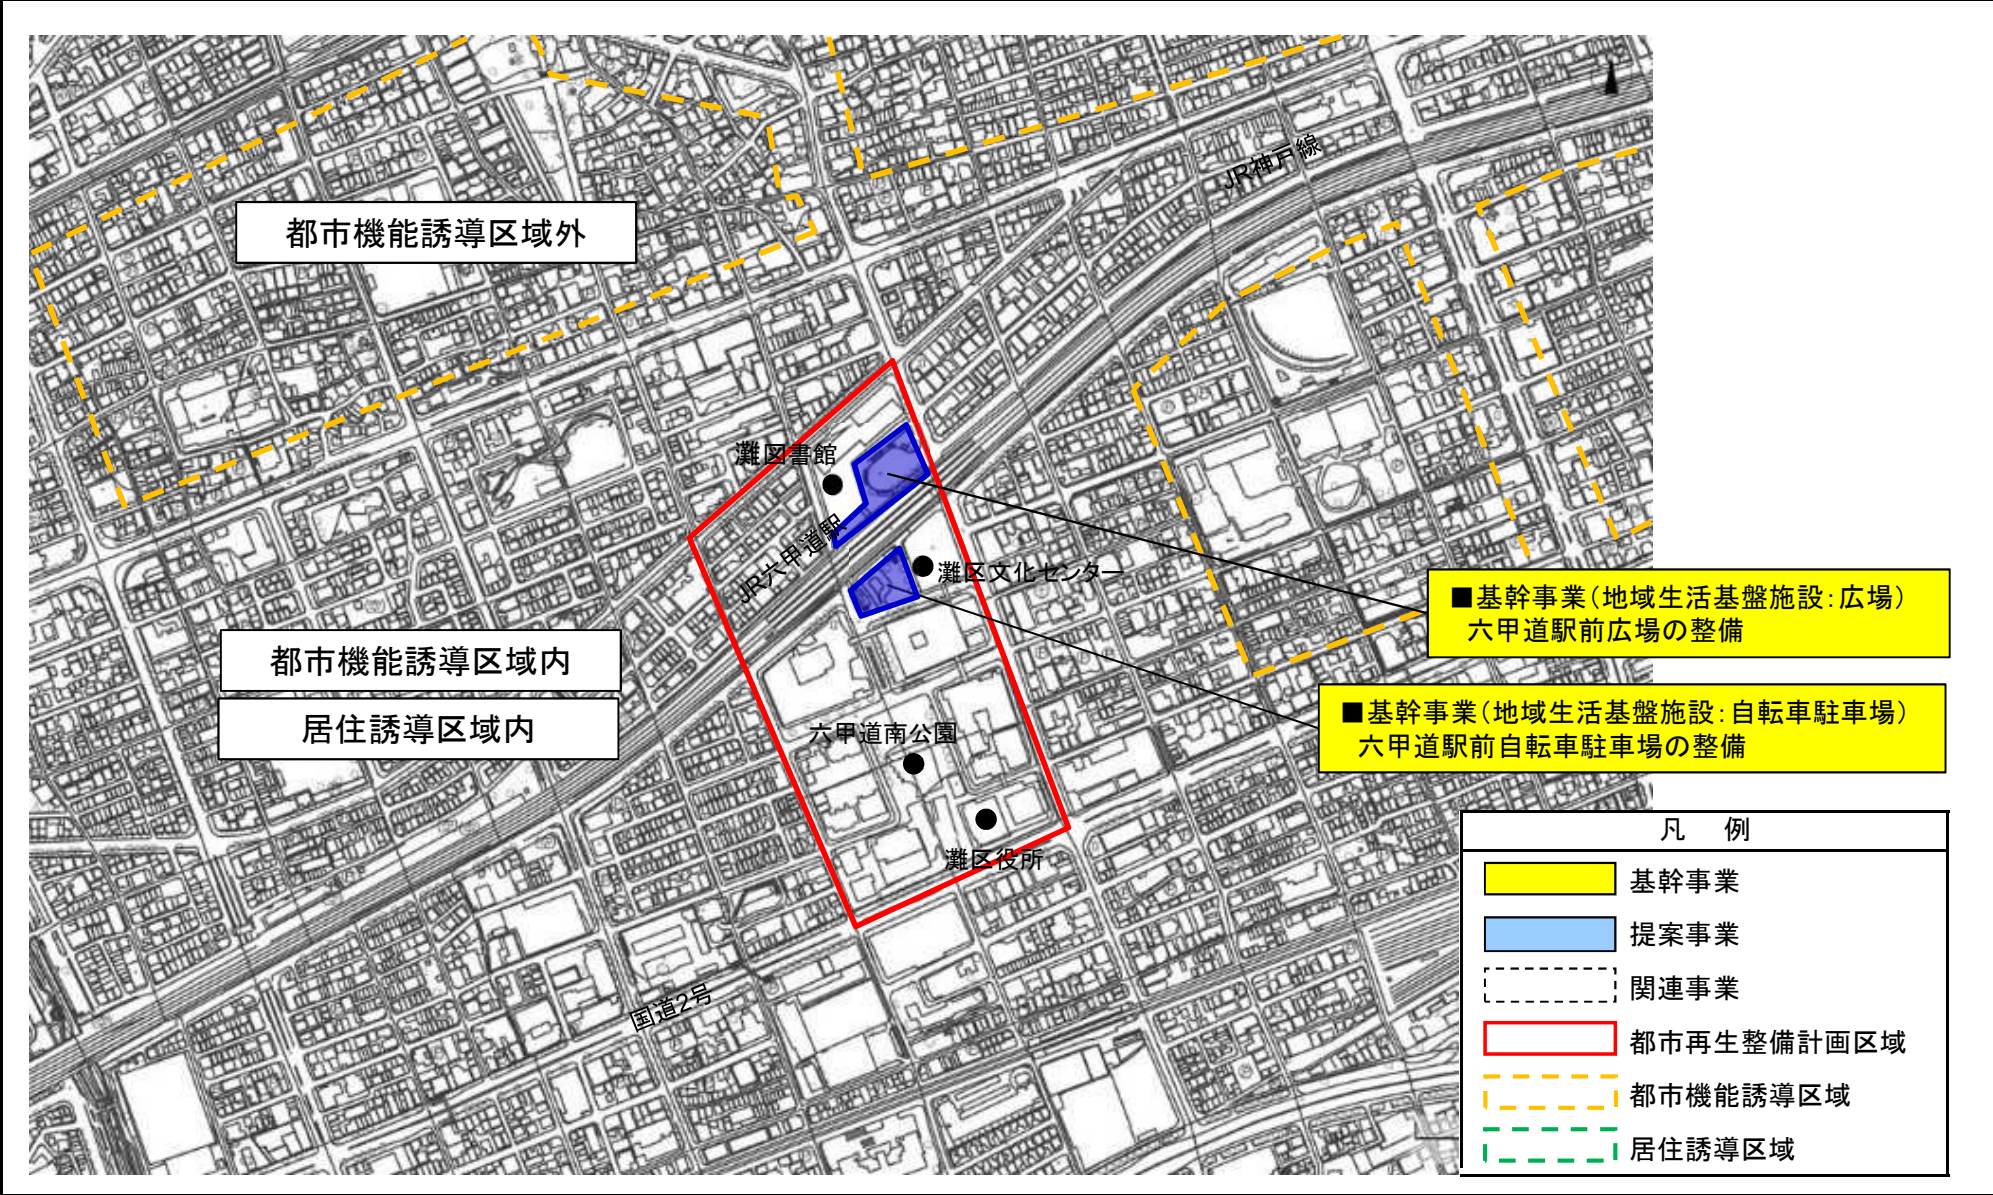 JR神戸線
都市機能誘導区域外
灘図書館
JR六甲道駅
灘区文化センター
■基幹事業(地域生活基盤施設:広場)
六甲道駅前広場の整備
都市機能誘導区域内
居住誘導区域内
■基幹事業(地域生活基盤施設:自転車駐車場)
六甲道駅前自転車駐車場の整備
六甲道南公園
灘区役所
国道2号
凡 例
基幹事業
提案事業
関連事業
都市再生整備計画区域
都市機能誘導区域
居住誘導区域